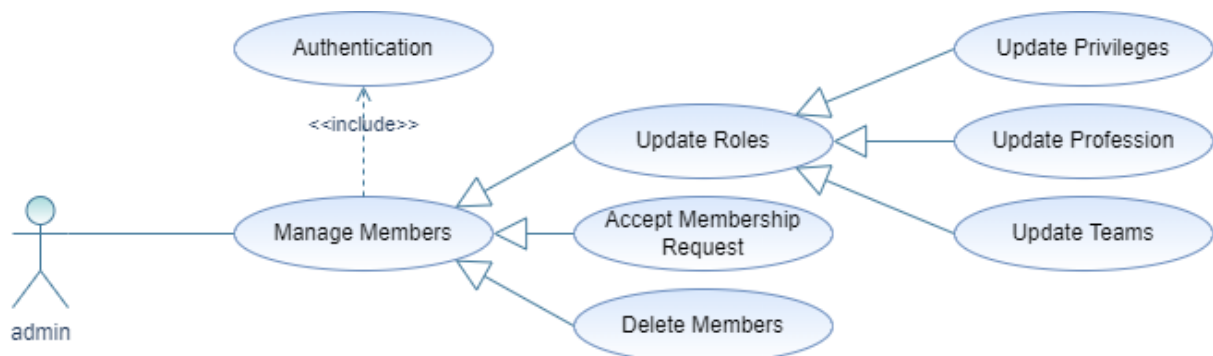 Authentication
Update Privileges
<<include>>
Update Roles
Update Profession
Manage Members
Accept Membership
Request
Update Teams
Delete Members
admin